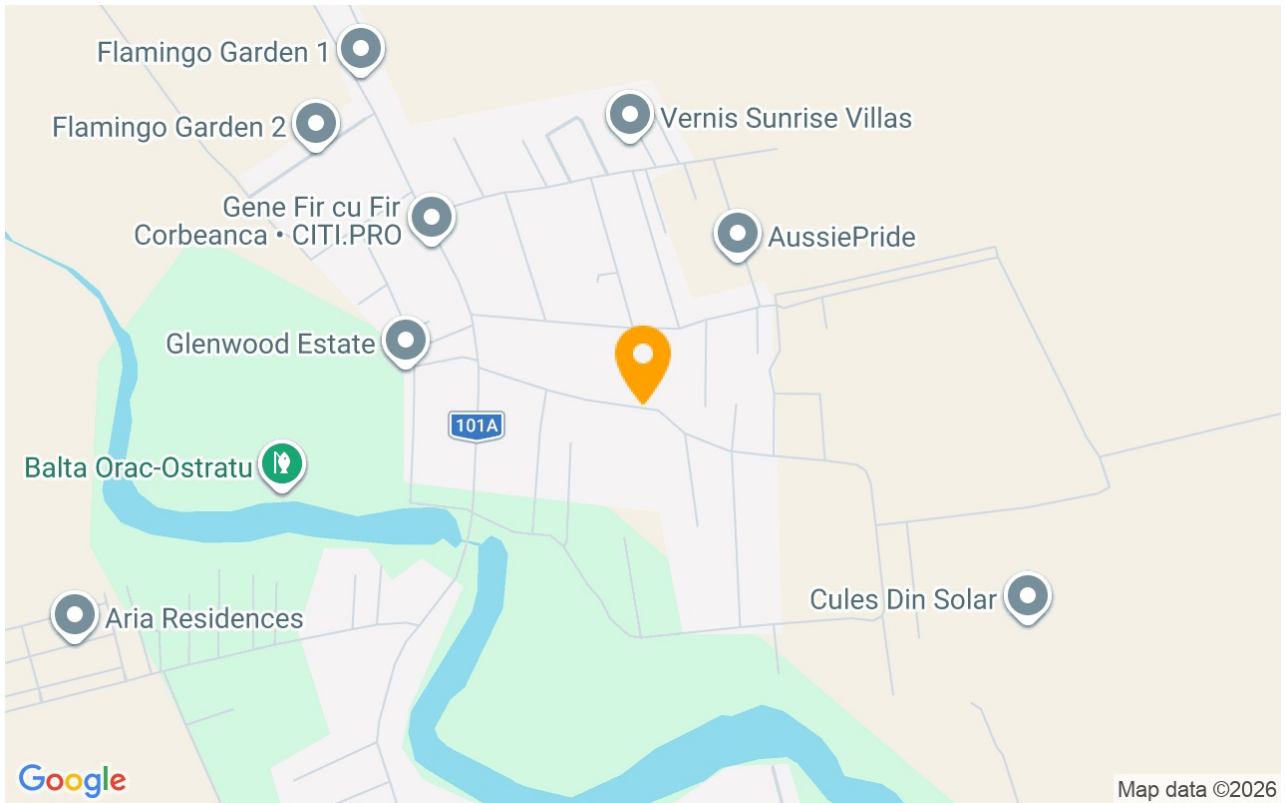 Flamingo Garden 1
Flamingo Garden 2
Vernis Sunrise Villas
Gene Fir cu Fir
Corbeanca • CITI.PRO
AussiePride
Glenwood Estate
101A
Balta Orac-Ostratu
Cules Din Solar
Aria Residences
Google
Map data ©2026